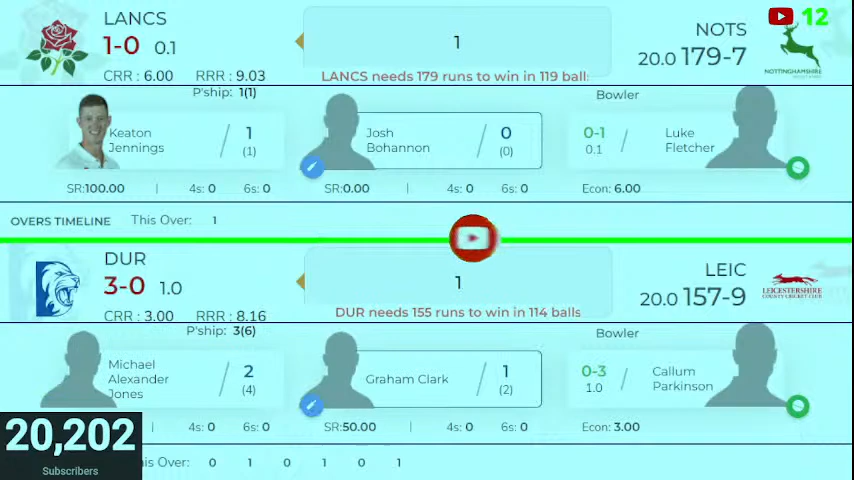 LANCS
1-0 0.1
CRR : 6.00 RRR : 9.03
1
LANCS needs 179 runs to win in 119 balls
12
NOTS
20.0 179-7
NOTTINGHAMSHIRE
P'ship: 1(1)
Bowler
Keaton Jennings
1
(1)
Josh Bohannon
0
(0)
0-1
0.1
Luke Fletcher
SR:100.00 | 4s: 0 6s: 0
SR:0.00 | 4s: 0 6s: 0
Econ: 6.00
OVERS TIMELINE This Over: 1
DUR
3-0 1.0
CRR : 3.00 RRR : 8.16
1
DUR needs 155 runs to win in 114 balls
LEIC
20.0 157-9
LEICESTERSHIRE
COUNTY CRICKET CLUB
P'ship: 3(6)
Bowler
Michael Alexander Jones
2
(4)
Graham Clark
1
(2)
0-3
1.0
Callum Parkinson
| 4s: 0 6s: 0
SR:50.00 | 4s: 0 6s: 0
Econ: 3.00
20,202
Subscribers
his Over: 0 1 0 1 0 1